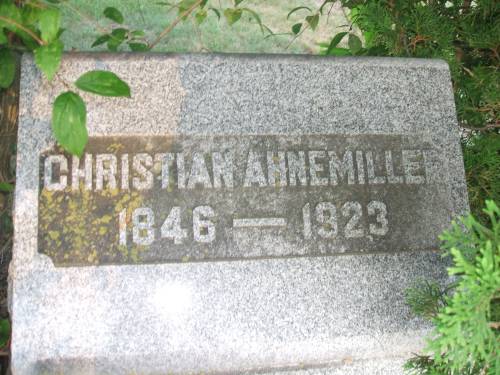 CHRISTIAN AHNEMILLER
1846 — 1923